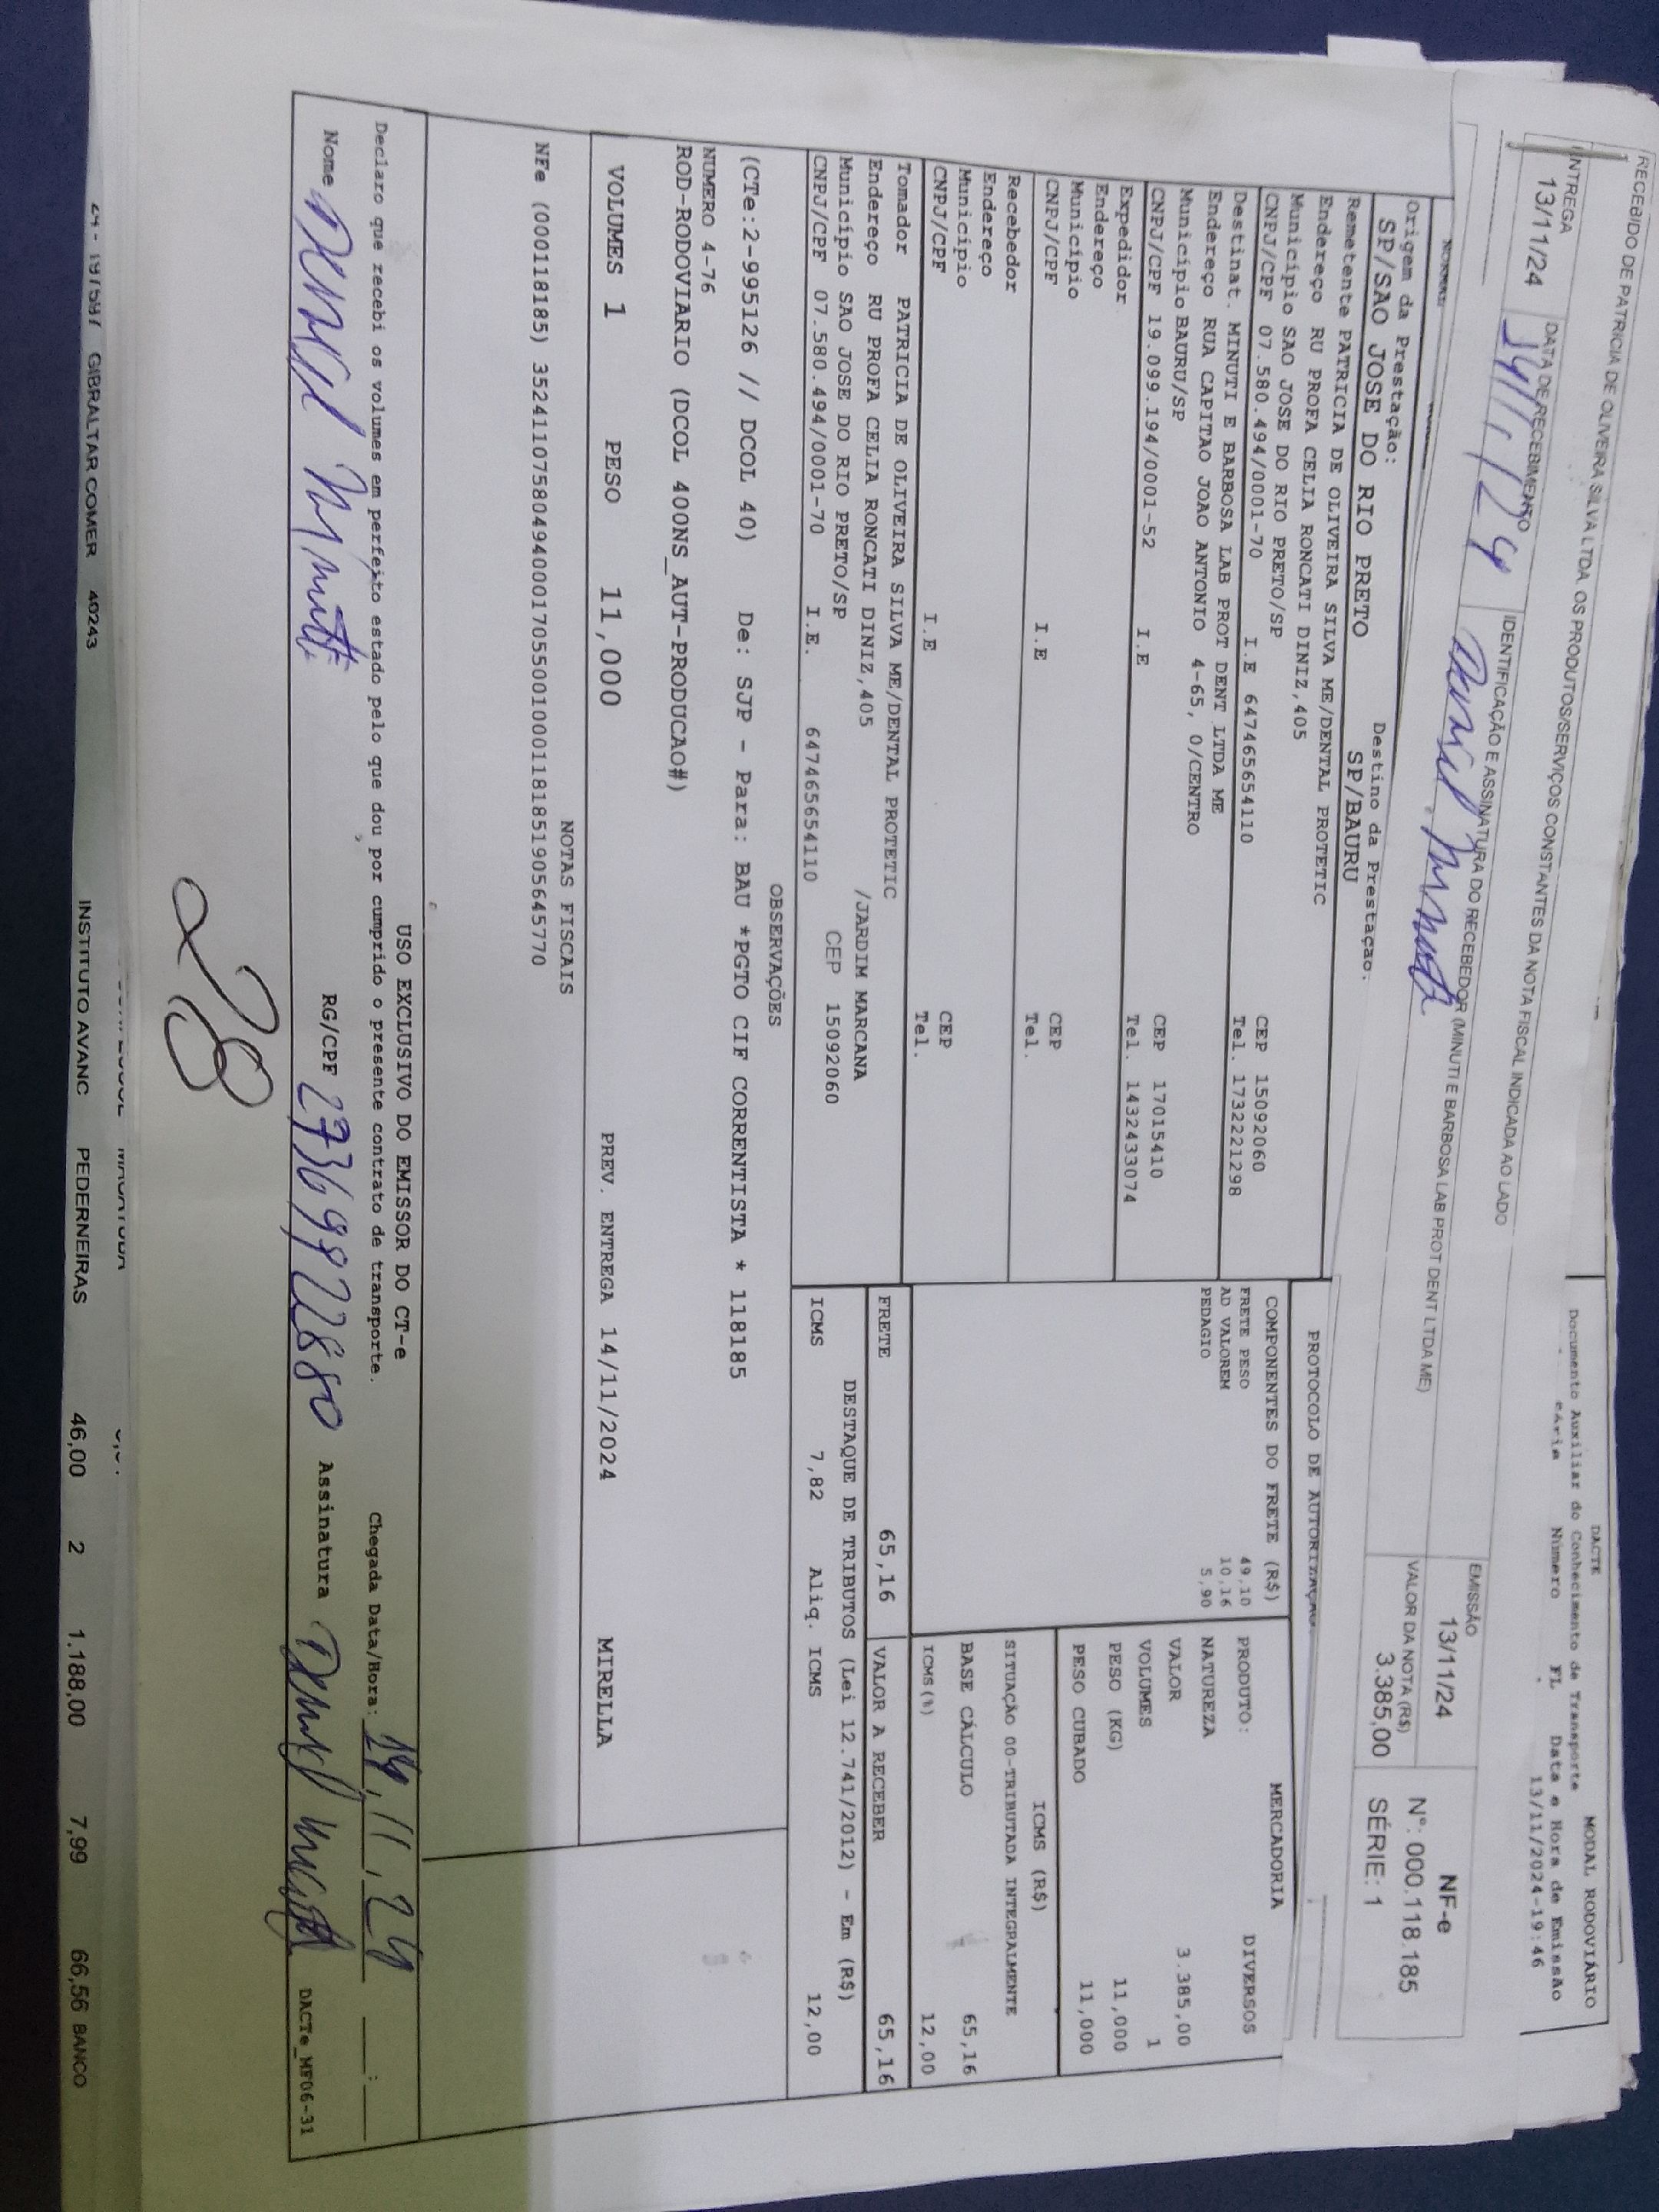 RECEBIDO DE PATRICIA DE OLIVEIRA SILVA LTDA. OS PRODUTOS/SERVIÇOS CONSTANTES DA NOTA FISCAL INDICADA AO LADO
ENTREGA
13/11/24
DATA DE RECEBIMENTO
14/11/24
IDENTIFICAÇÃO E ASSINATURA DO RECEBEDOR (MINUTI E BARBOSA LAB PROT DENT LTDA ME)
EMISSÃO
13/11/24
VALOR DA NOTA (R$)
3.385,00
NF-e
Nº: 000.118.185
SÉRIE: 1
DACTE
MODAL RODOVIÁRIO
Documento Auxiliar do Conhecimento de Transporte
Número FL Data e Hora de Emissão
13/11/2024-19:46
Origem da Prestação: Destino da Prestação:
SP/SAO JOSE DO RIO PRETO SP/BAURU
Remetente PATRICIA DE OLIVEIRA SILVA ME/DENTAL PROTETIC
Endereço RU PROFA CELIA RONCATI DINIZ,405
Município SAO JOSE DO RIO PRETO/SP CEP 15092060
CNPJ/CPF 07.580.494/0001-70 I.E 647465654110 Tel. 1732221298
Destinat. MINUTI E BARBOSA LAB PROT DENT LTDA ME
Endereço RUA CAPITAO JOAO ANTONIO 4-65, 0/CENTRO
Município BAURU/SP CEP 17015410
CNPJ/CPF 19.099.194/0001-52 I.E Tel. 1432433074
Expedidor
Endereço
Município CEP
CNPJ/CPF I.E Tel.
Recebedor
Endereço
Município CEP
CNPJ/CPF I.E Tel.
Tomador PATRICIA DE OLIVEIRA SILVA ME/DENTAL PROTETIC
Endereço RU PROFA CELIA RONCATI DINIZ,405 /JARDIM MARCANA
Município SAO JOSE DO RIO PRETO/SP CEP 15092060
CNPJ/CPF 07.580.494/0001-70 I.E. 647465654110
PROTOCOLO DE AUTORIZAÇÃO
COMPONENTES DO FRETE (R$)
FRETE PESO 49,10
AD VALOREM 10,16
PEDAGIO 5,90
MERCADORIA
PRODUTO: DIVERSOS
NATUREZA
VALOR 3.385,00
VOLUMES 1
PESO (KG) 11,000
PESO CUBADO 11,000
ICMS (R$)
SITUAÇÃO 00-TRIBUTADA INTEGRALMENTE
BASE CÁLCULO 65,16
ICMS(%) 12,00
FRETE 65,16 VALOR A RECEBER 65,16
DESTAQUE DE TRIBUTOS (Lei 12.741/2012) - Em (R$)
ICMS 7,82 Aliq. ICMS 12,00
OBSERVAÇÕES
(CTe:2-995126 // DCOL 40) De: SJP - Para: BAU *PGTO CIF CORRENTISTA * 118185
NUMERO 4-76
ROD-RODOVIARIO (DCOL 400NS_AUT-PRODUCAO#)
VOLUMES 1 PESO 11,000 PREV. ENTREGA 14/11/2024 MIRELLA
NOTAS FISCAIS
NFe (000118185) 35241107580494000170550010001181851905645770
USO EXCLUSIVO DO EMISSOR DO CT-e
Declaro que recebi os volumes em perfeito estado pelo que dou por cumprido o presente contrato de transporte. Chegada Data/Hora: 14,11,24 __:__
Nome RG/CPF 27369972880 Assinatura DACTe_MF06-31
28
GIBRALTAR COMER 40243 INSTITUTO AVANC PEDERNEIRAS 46,00 2 1.188,00 7,99 66,56 BANCO